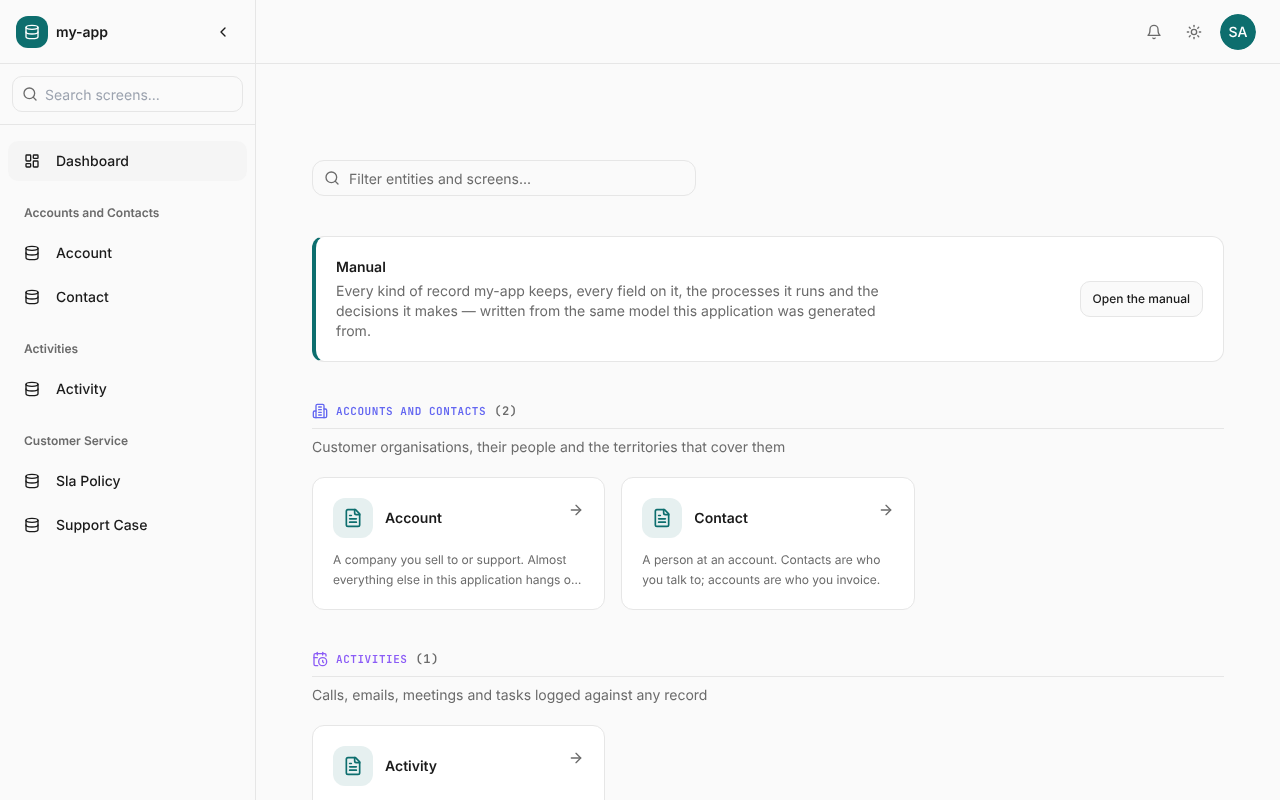 my-app
SA
Search screens...
Dashboard
Accounts and Contacts
Account
Contact
Activities
Activity
Customer Service
Sla Policy
Support Case
Filter entities and screens...
Manual
Every kind of record my-app keeps, every field on it, the processes it runs and the
decisions it makes — written from the same model this application was generated
from.
Open the manual
ACCOUNTS AND CONTACTS (2)
Customer organisations, their people and the territories that cover them
Account
A company you sell to or support. Almost
everything else in this application hangs o...
Contact
A person at an account. Contacts are who
you talk to; accounts are who you invoice.
ACTIVITIES (1)
Calls, emails, meetings and tasks logged against any record
Activity